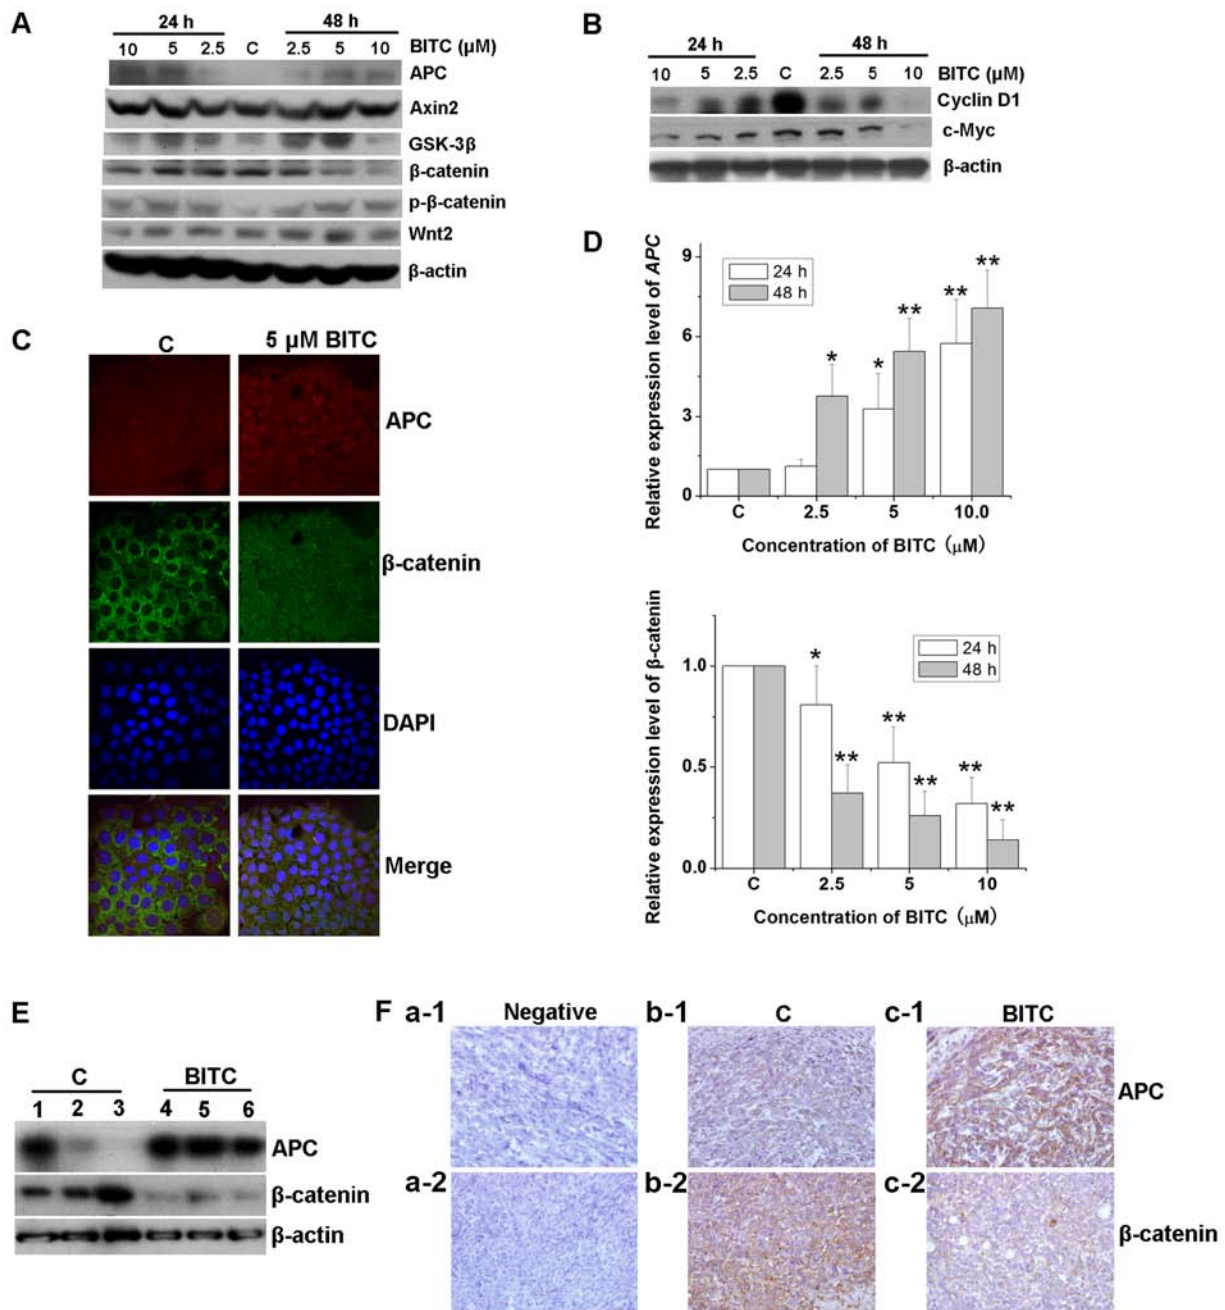 A
24 h
48 h
10 5 2.5 C 2.5 5 10 BITC (μM)
APC
Axin2
GSK-3β
β-catenin
p-β-catenin
Wnt2
β-actin
B
24 h
48 h
10 5 2.5 C 2.5 5 10 BITC (μM)
Cyclin D1
c-Myc
β-actin
C
C
5 μM BITC
APC
β-catenin
DAPI
Merge
D
Relative expression level of APC
9
6
3
0
24 h
48 h
*
*
**
**
**
C 2.5 5 10.0
Concentration of BITC (μM)
Relative expression level of β-catenin
1.0
0.5
0.0
24 h
48 h
*
**
**
**
**
**
C 2.5 5 10
Concentration of BITC (μM)
E
C
BITC
1 2 3 4 5 6
APC
β-catenin
β-actin
F
a-1 Negative
b-1 C
c-1 BITC
APC
a-2
b-2
c-2
β-catenin